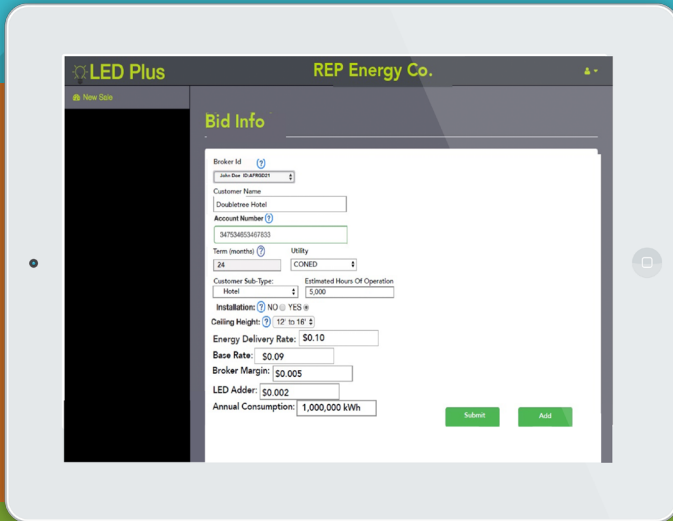 LED Plus
REP Energy Co.
New Sale
Bid Info
Broker Id ?
John Doe ID:AFRGD21
Customer Name
Doubletree Hotel
Account Number ?
347534653467633
Term (months) ? Utility
24 CONED
Customer Sub-Type: Estimated Hours Of Operation
Hotel 5,000
Installation: ? NO YES
Ceiling Height: ? 12' to 16'
Energy Delivery Rate: $0.10
Base Rate: $0.09
Broker Margin: $0.005
LED Adder: $0.002
Annual Consumption: 1,000,000 kWh
Submit Add